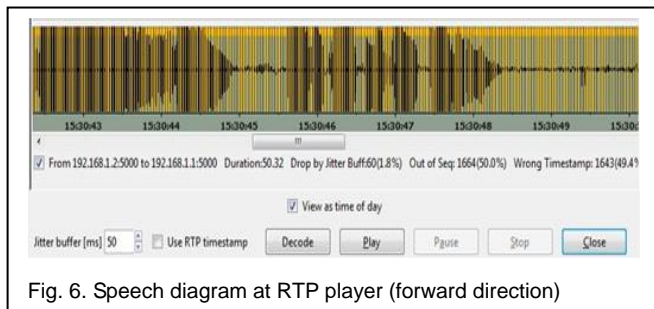 15:30:43 15:30:44 15:30:45 15:30:46 15:30:47 15:30:48 15:30:49 15:30:
From 192.168.1.2:5000 to 192.168.1.1:5000 Duration:50.32 Drop by Jitter Buff:60(1.8%) Out of Seq: 1664(50.0%) Wrong Timestamp: 1643(49.4%
View as time of day
Jitter buffer [ms] 50 Use RTP timestamp Decode Play Pause Stop Close
Fig. 6. Speech diagram at RTP player (forward direction)